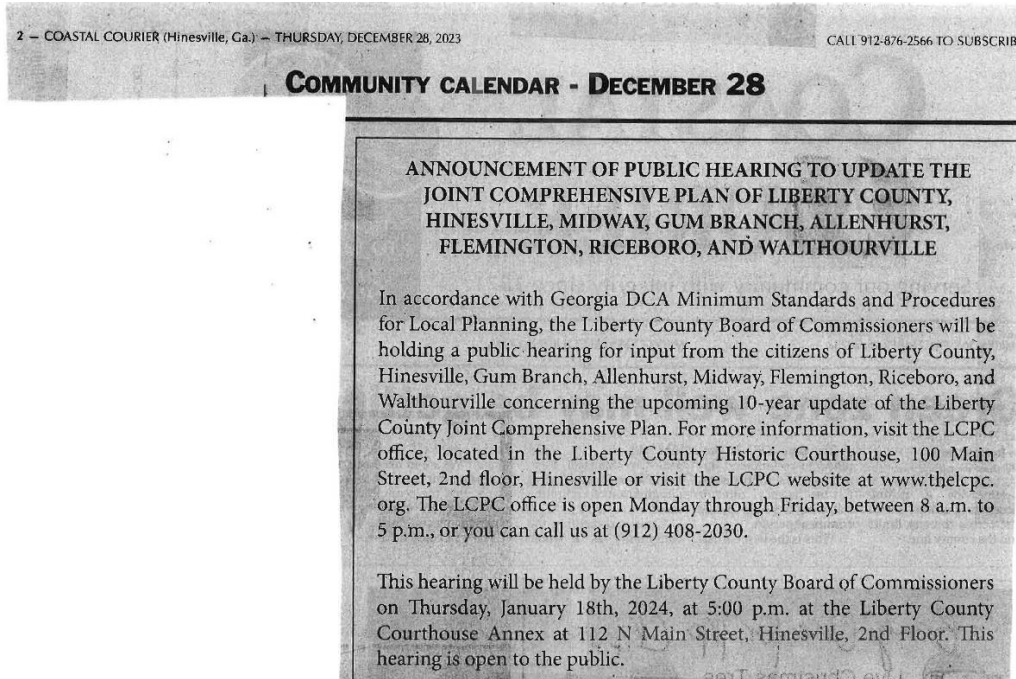 2 – COASTAL COURIER (Hinesville, Ga.) – THURSDAY, DECEMBER 28, 2023
CALL 912-876-2566 TO SUBSCRIB
COMMUNITY CALENDAR - DECEMBER 28
ANNOUNCEMENT OF PUBLIC HEARING TO UPDATE THE
JOINT COMPREHENSIVE PLAN OF LIBERTY COUNTY,
HINESVILLE, MIDWAY, GUM BRANCH, ALLENHURST,
FLEMINGTON, RICEBORO, AND WALTHOURVILLE
In accordance with Georgia DCA Minimum Standards and Procedures
for Local Planning, the Liberty County Board of Commissioners will be
holding a public hearing for input from the citizens of Liberty County,
Hinesville, Gum Branch, Allenhurst, Midway, Flemington, Riceboro, and
Walthourville concerning the upcoming 10-year update of the Liberty
County Joint Comprehensive Plan. For more information, visit the LCPC
office, located in the Liberty County Historic Courthouse, 100 Main
Street, 2nd floor, Hinesville or visit the LCPC website at www.thelcpc.
org. The LCPC office is open Monday through Friday, between 8 a.m. to
5 p.m., or you can call us at (912) 408-2030.
This hearing will be held by the Liberty County Board of Commissioners
on Thursday, January 18th, 2024, at 5:00 p.m. at the Liberty County
Courthouse Annex at 112 N Main Street, Hinesville, 2nd Floor. This
hearing is open to the public.